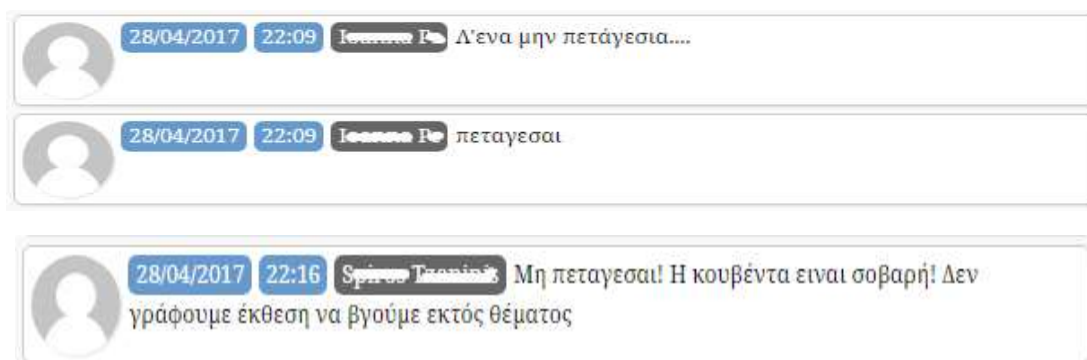 28/04/2017 22:09 Λ'ενα μην πετάγεσια....
28/04/2017 22:09 πεταγεσαι
28/04/2017 22:16 Μη πεταγεσαι! Η κουβέντα ειναι σοβαρή! Δεν
γράφουμε έκθεση να βγούμε εκτός θέματος